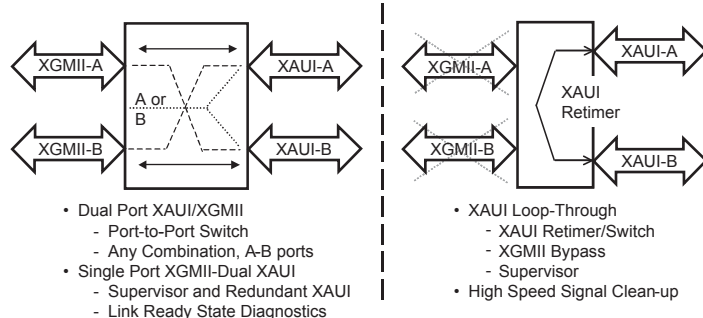 XGMII-A
XAUI-A
A or
B
XGMII-B
XAUI-B
• Dual Port XAUI/XGMII
- Port-to-Port Switch
- Any Combination, A-B ports
• Single Port XGMII-Dual XAUI
- Supervisor and Redundant XAUI
- Link Ready State Diagnostics
XGMII-A
XAUI-A
XAUI
Retimer
XGMII-B
XAUI-B
• XAUI Loop-Through
- XAUI Retimer/Switch
- XGMII Bypass
- Supervisor
• High Speed Signal Clean-up